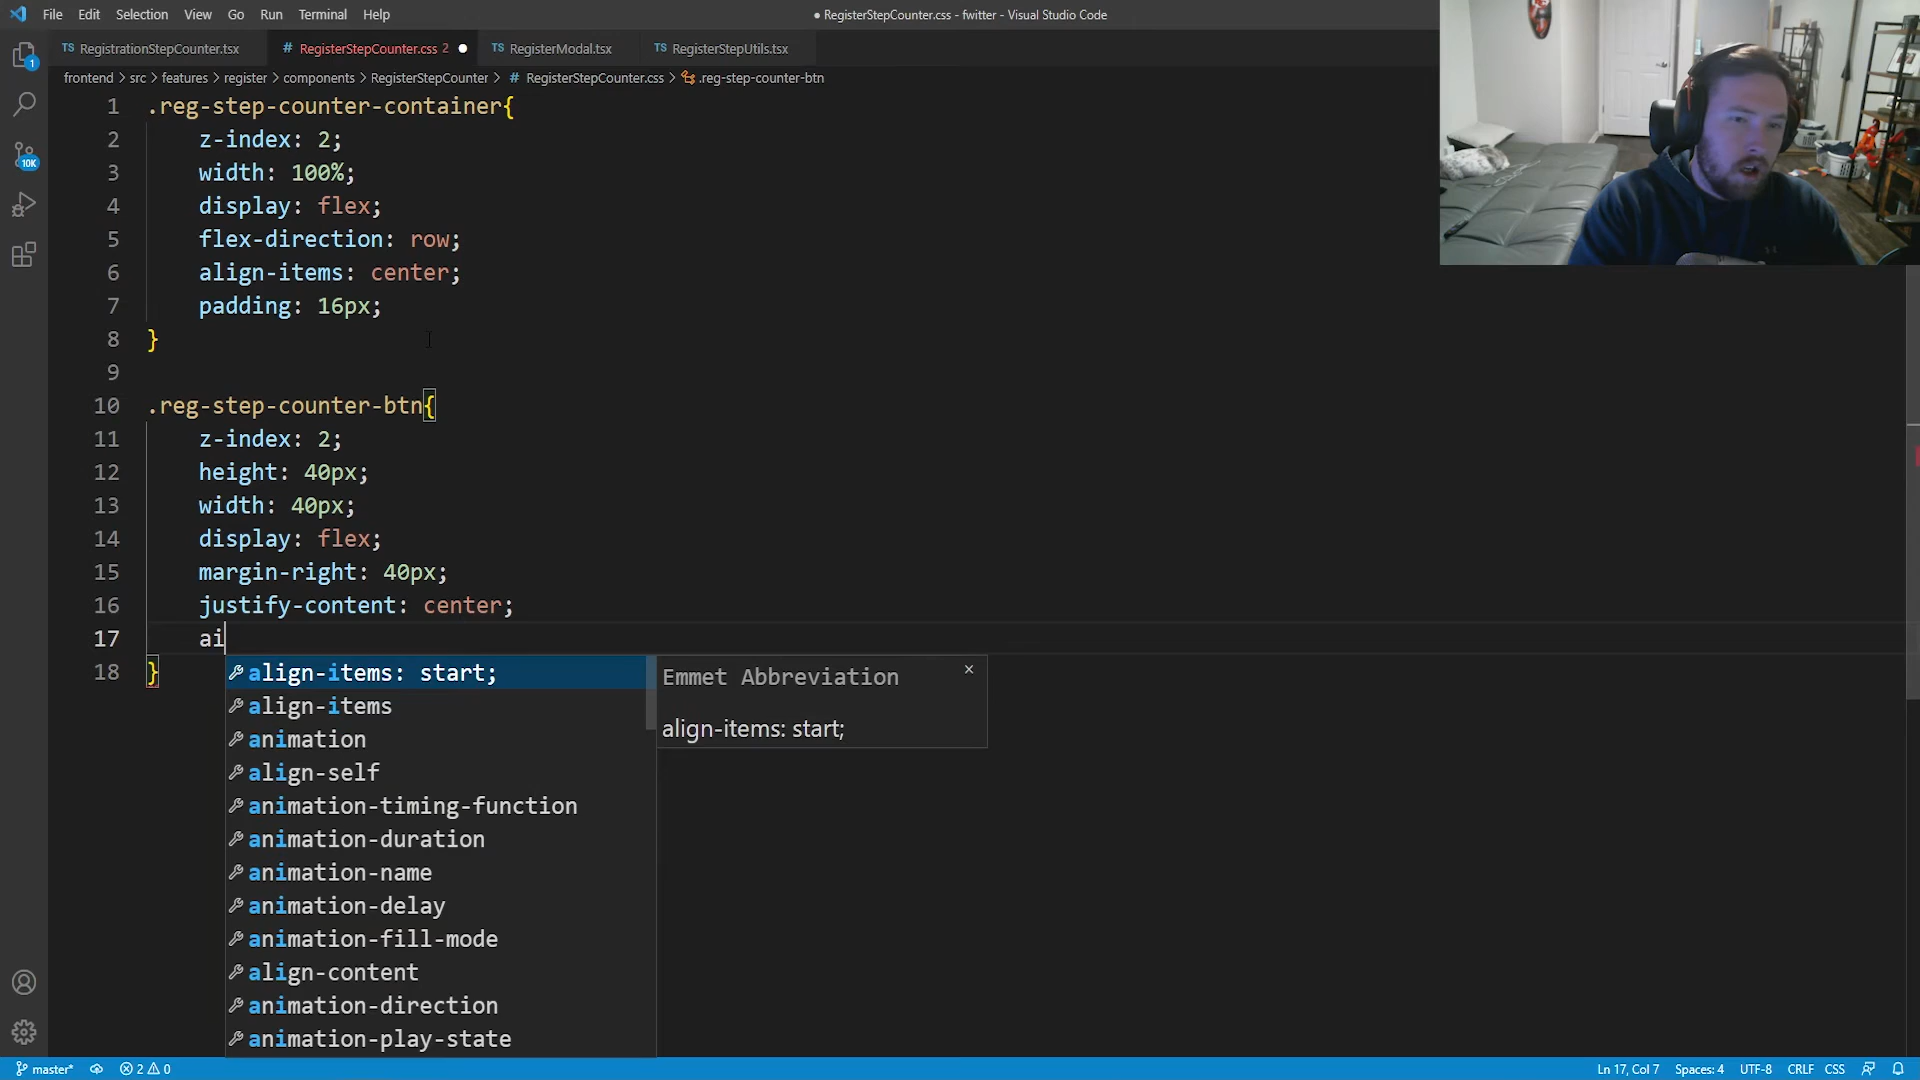 File Edit Selection View Go Run Terminal Help
● RegisterStepCounter.css - fwitter - Visual Studio Code
TS RegistrationStepCounter.tsx # RegisterStepCounter.css 2 ● TS RegisterModal.tsx TS RegisterStepUtils.tsx
frontend > src > features > register > components > RegisterStepCounter > # RegisterStepCounter.css > .reg-step-counter-btn
1 .reg-step-counter-container{
2 z-index: 2;
3 width: 100%;
4 display: flex;
5 flex-direction: row;
6 align-items: center;
7 padding: 16px;
8 }
9
10 .reg-step-counter-btn{
11 z-index: 2;
12 height: 40px;
13 width: 40px;
14 display: flex;
15 margin-right: 40px;
16 justify-content: center;
17 ai
18 }
align-items: start;
align-items
animation
align-self
animation-timing-function
animation-duration
animation-name
animation-delay
animation-fill-mode
align-content
animation-direction
animation-play-state
Emmet Abbreviation ×
align-items: start;
1
10K
master* 2 0
Ln 17, Col 7 Spaces: 4 UTF-8 CRLF CSS